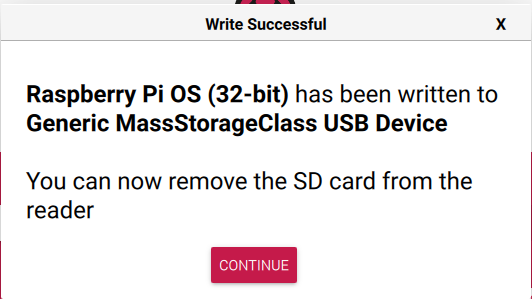 Write Successful X
Raspberry Pi OS (32-bit) has been written to
Generic MassStorageClass USB Device
You can now remove the SD card from the
reader
CONTINUE